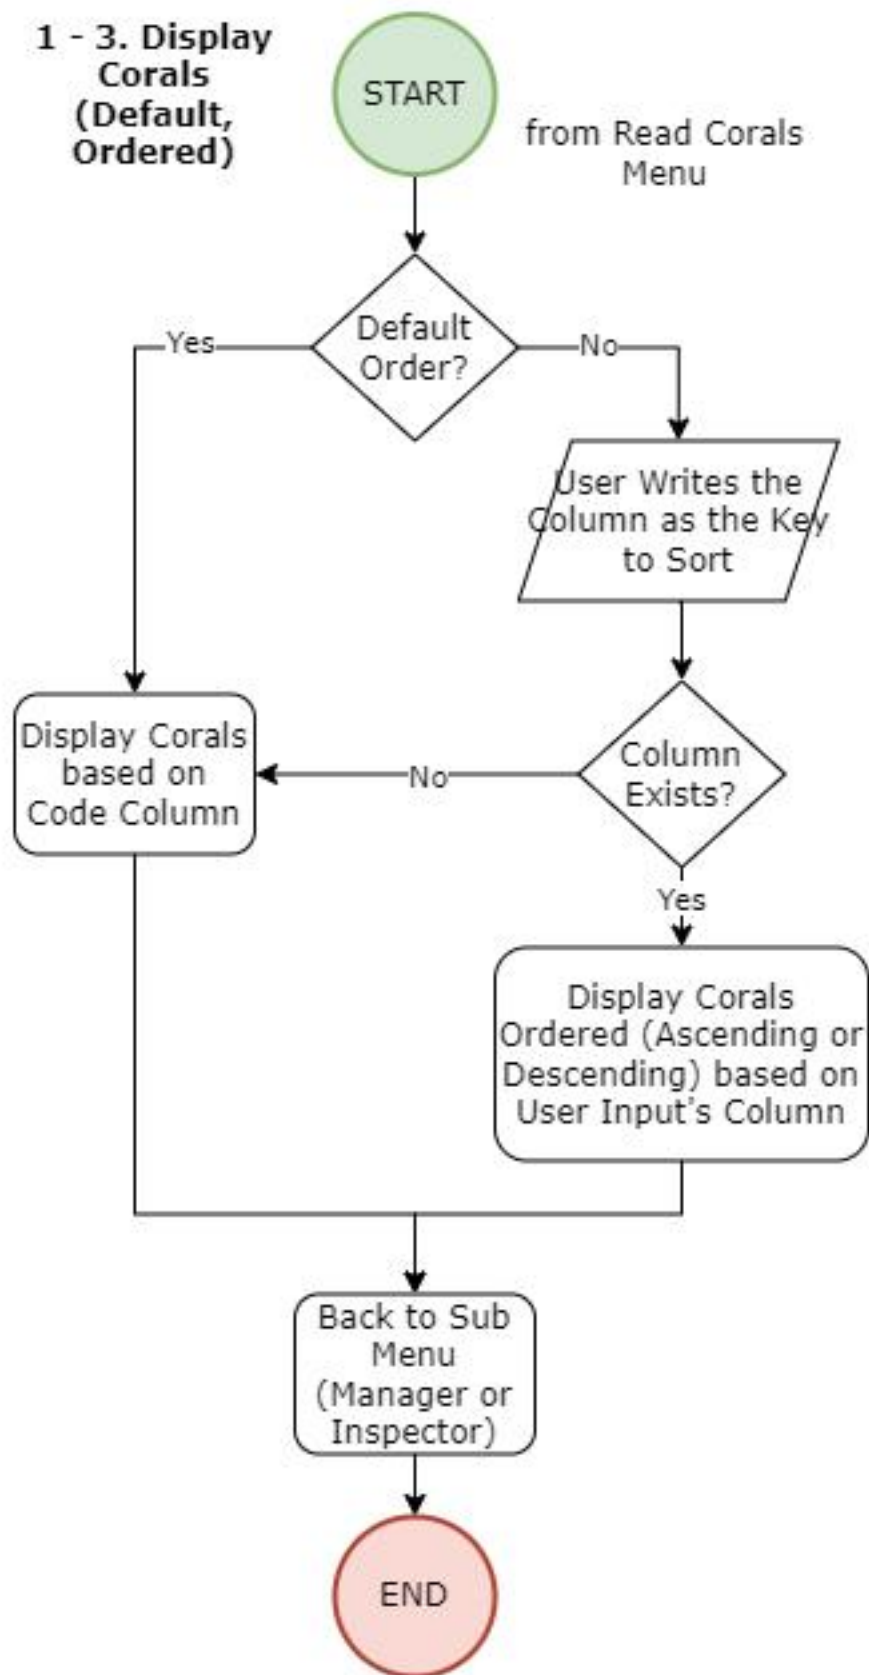 1 - 3. Display
Corals
(Default,
Ordered)
START
from Read Corals
Menu
Default
Order?
Yes
No
User Writes the
Column as the Key
to Sort
Column
Exists?
No
Display Corals
based on
Code Column
Yes
Display Corals
Ordered (Ascending or
Descending) based on
User Input's Column
Back to Sub
Menu
(Manager or
Inspector)
END